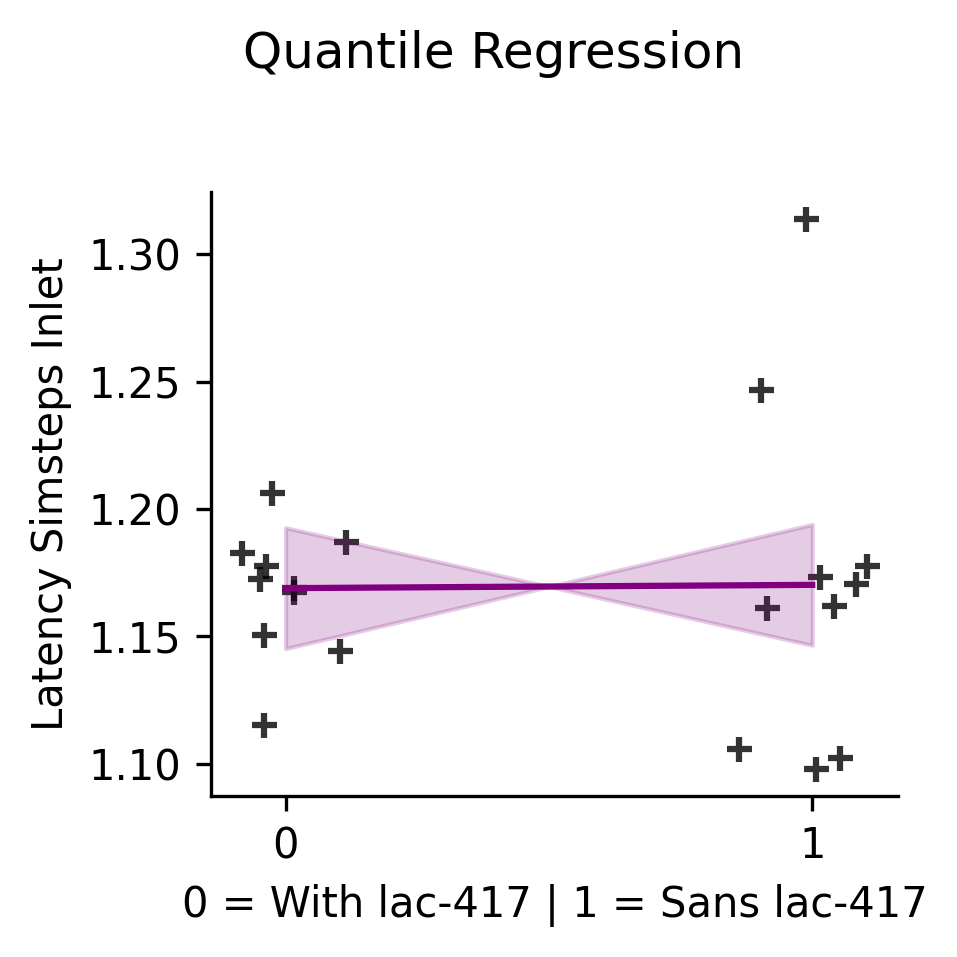 Quantile Regression
Latency Simsteps Inlet
1.30
1.25
1.20
1.15
1.10
0
1
0 = With lac-417 | 1 = Sans lac-417